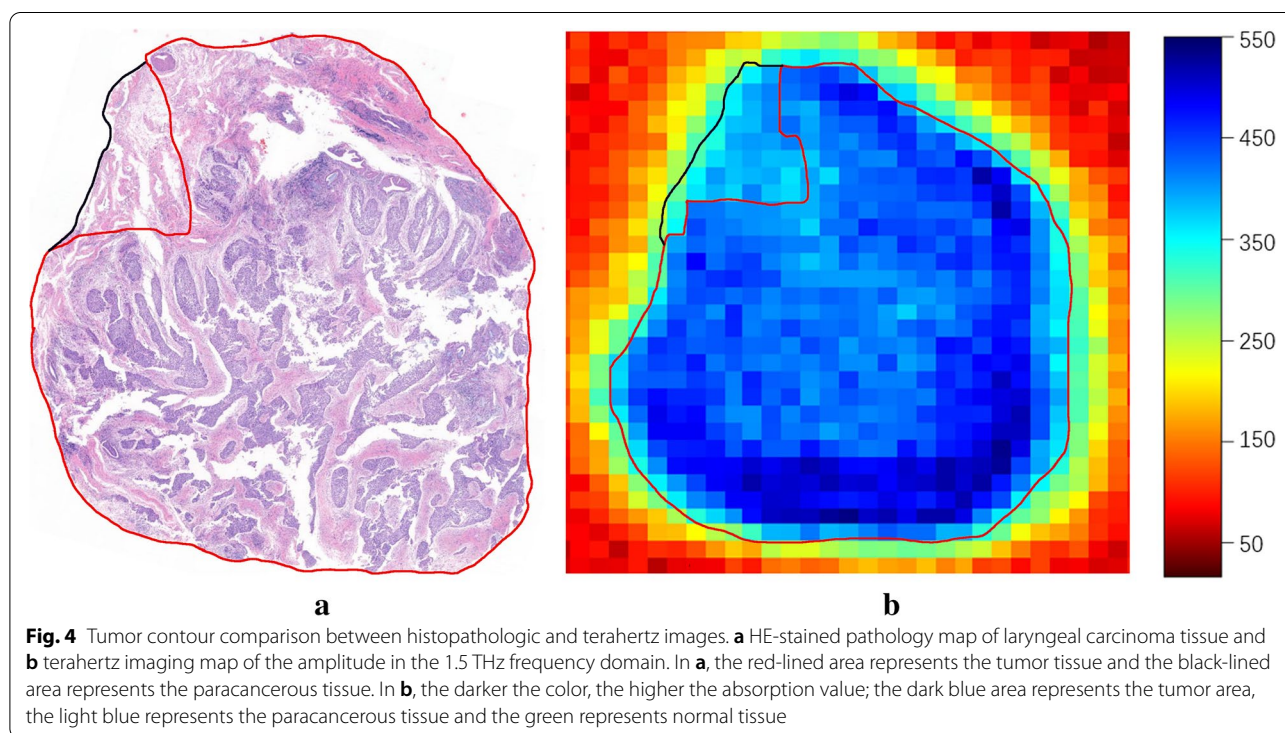 550
450
350
250
150
50
a
b
Fig. 4 Tumor contour comparison between histopathologic and terahertz images. a HE-stained pathology map of laryngeal carcinoma tissue and
b terahertz imaging map of the amplitude in the 1.5 THz frequency domain. In a, the red-lined area represents the tumor tissue and the black-lined
area represents the paracancerous tissue. In b, the darker the color, the higher the absorption value; the dark blue area represents the tumor area,
the light blue represents the paracancerous tissue and the green represents normal tissue